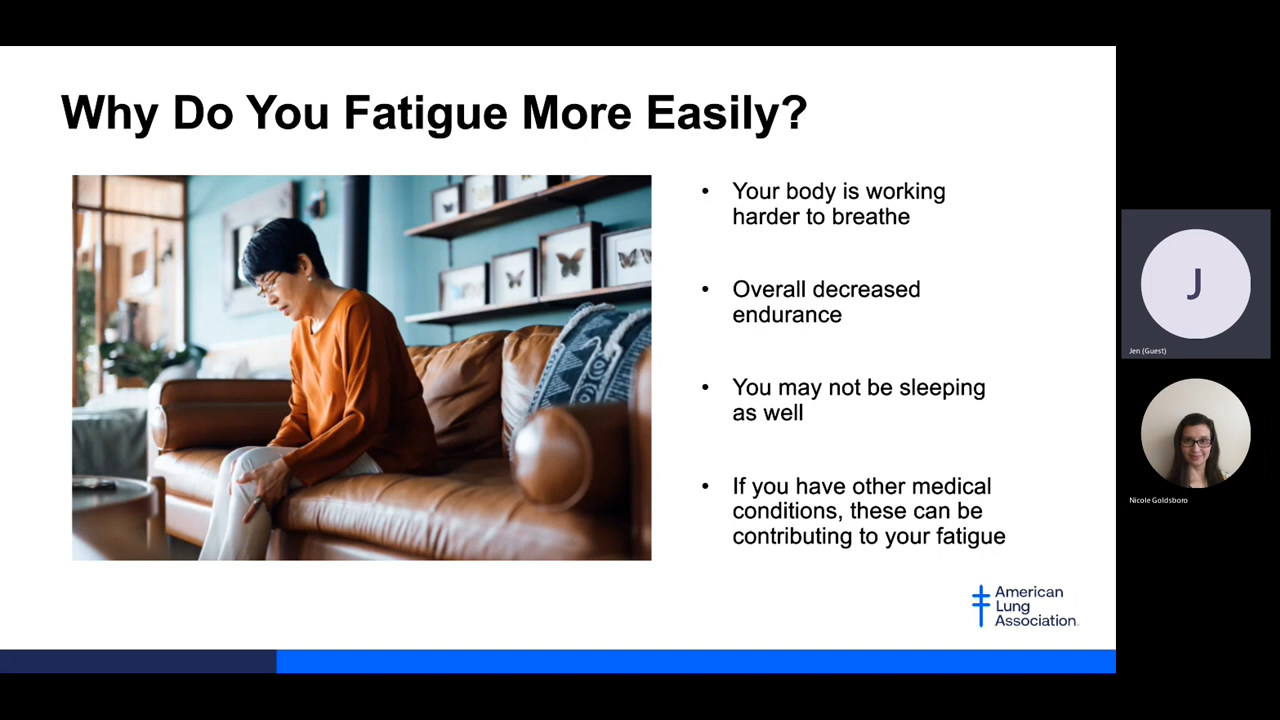 Why Do You Fatigue More Easily?
• Your body is working
harder to breathe
• Overall decreased
endurance
• You may not be sleeping
as well
• If you have other medical
conditions, these can be
contributing to your fatigue
American
Lung
Association.
J
Jen (Guest)
Nicole Goldsboro